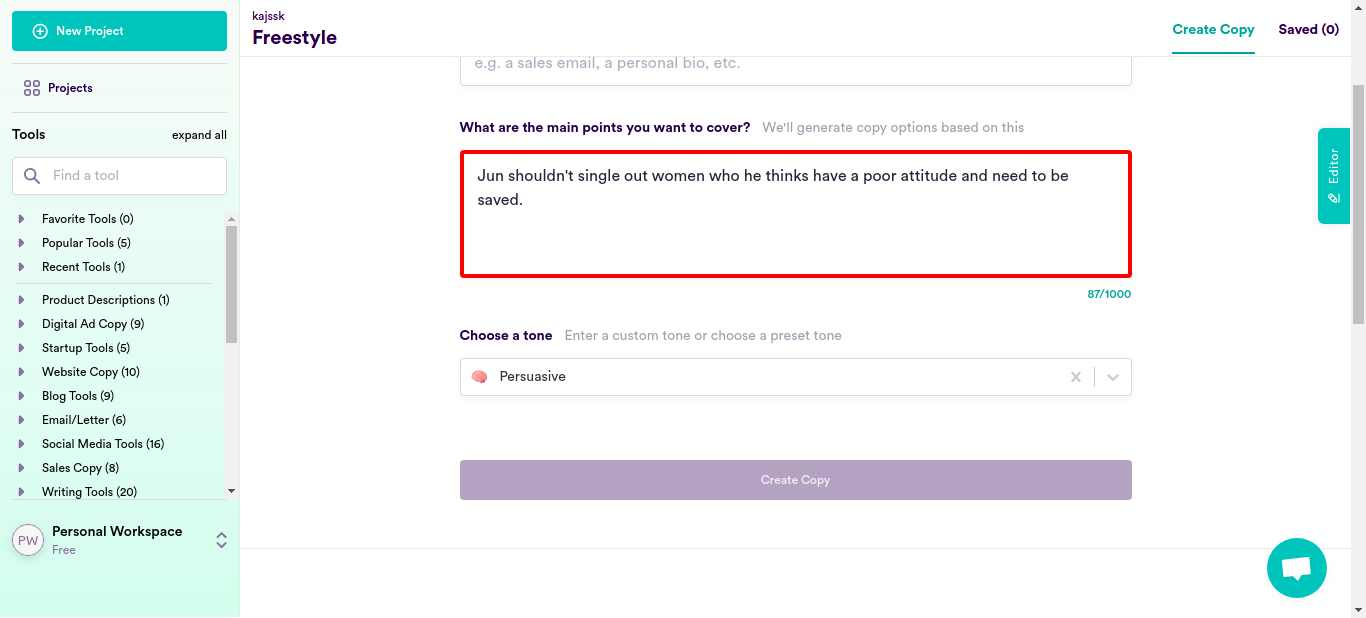 New Project
Projects
Tools
expand all
Find a tool
Favorite Tools (0)
Popular Tools (5)
Recent Tools (1)
Product Descriptions (1)
Digital Ad Copy (9)
Startup Tools (5)
Website Copy (10)
Blog Tools (9)
Email/Letter (6)
Social Media Tools (16)
Sales Copy (8)
Writing Tools (20)
PW
Personal Workspace
Free
kajssk
Freestyle
Create Copy
Saved (0)
e.g. a sales email, a personal bio, etc.
What are the main points you want to cover? We'll generate copy options based on this
Jun shouldn't single out women who he thinks have a poor attitude and need to be
saved.
87/1000
Choose a tone Enter a custom tone or choose a preset tone
Persuasive
Create Copy
Editor